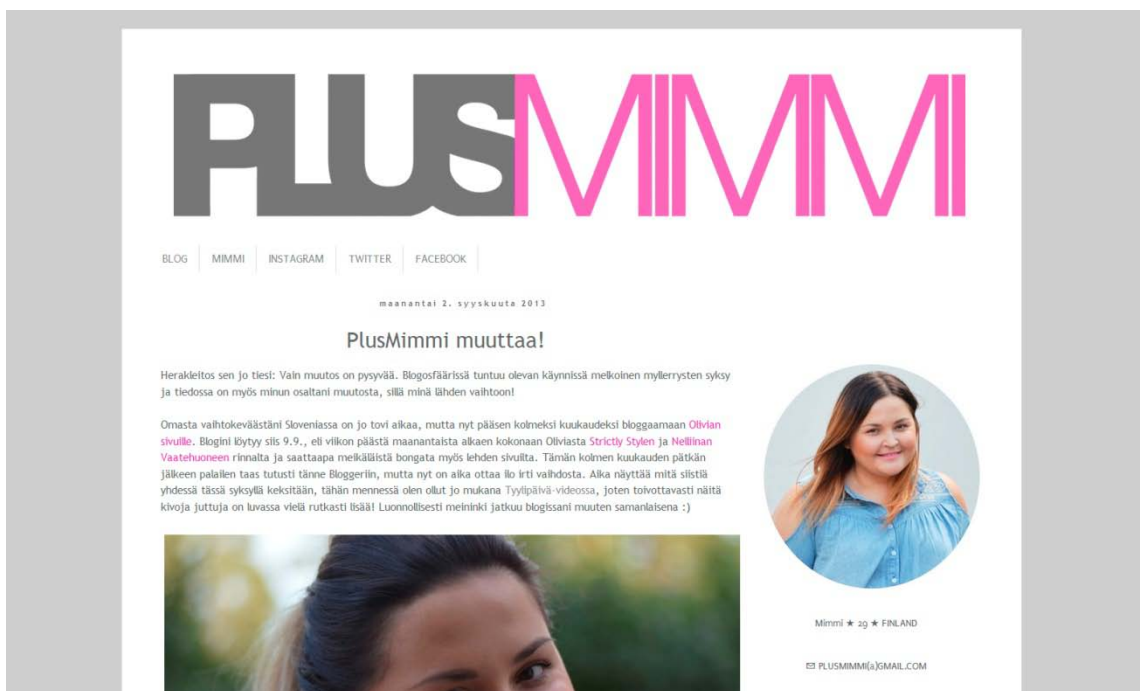 PLUSMIMMI
BLOG MIMMI INSTAGRAM TWITTER FACEBOOK
maanantai 2. syyskuuta 2013
PlusMimmi muuttaa!
Herakleitos sen jo tiesi: Vain muutos on pysyvää. Blogosfäärissä tuntuu olevan käynnissä melkoinen myllerrysten syksy
ja tiedossa on myös minun osaltani muutosta, sillä minä lähden vaihtoon!
Omasta vaihtokeväästäni Sloveniassa on jo tovi aikaa, mutta nyt pääsen kolmeksi kuukaudeksi bloggaamaan Olivian
sivuille. Blogini löytyy siis 9.9., eli viikon päästä maanantaista alkaen kokonaan Oliviasta Strictly Stylen ja Nelliinan
Vaatehuoneen rinnalta ja saattaapa meikäläistä bongata myös lehden sivuilta. Tämän kolmen kuukauden pätkän
jälkeen palailen taas tutusti tänne Bloggeriin, mutta nyt on aika ottaa ilo irti vaihdosta. Aika näyttää mitä siistiä
yhdessä tässä syksyllä keksitään, tähän mennessä olen ollut jo mukana Tyylipäivä-videossa, joten toivottavasti näitä
kivoja juttuja on luvassa vielä rutkasti lisää! Luonnollisesti meininki jatkuu blogissani muuten samanlaisena :)
Mimmi ★ 29 ★ FINLAND
✉ PLUSMIMMI(a)GMAIL.COM